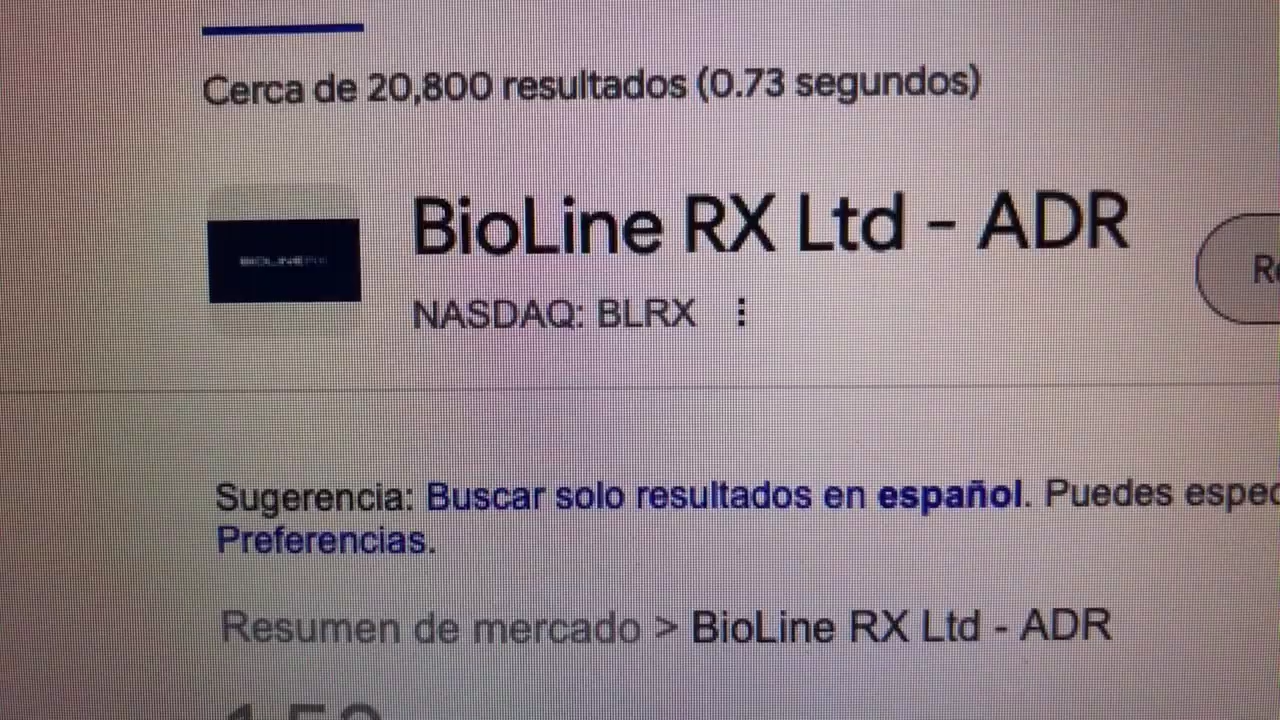 Cerca de 20,800 resultados (0.73 segundos)
BioLine RX Ltd - ADR
NASDAQ: BLRX
Sugerencia: Buscar solo resultados en español. Puedes espec
Preferencias.
Resumen de mercado > BioLine RX Ltd - ADR